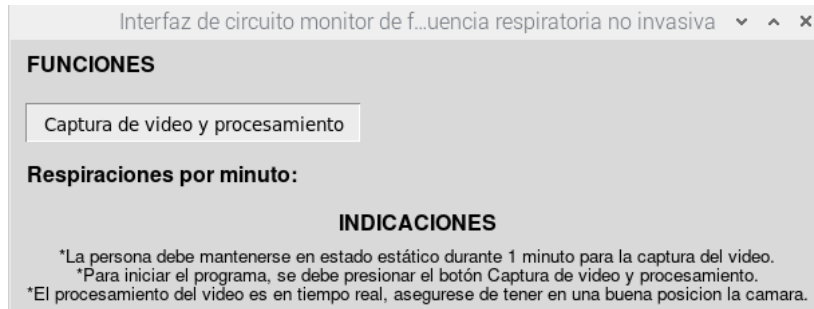 Interfaz de circuito monitor de f...uencia respiratoria no invasiva
FUNCIONES
Captura de video y procesamiento
Respiraciones por minuto:
INDICACIONES
*La persona debe mantenerse en estado estático durante 1 minuto para la captura del video.
*Para iniciar el programa, se debe presionar el botón Captura de video y procesamiento.
*El procesamiento del video es en tiempo real, asegurese de tener en una buena posicion la camara.